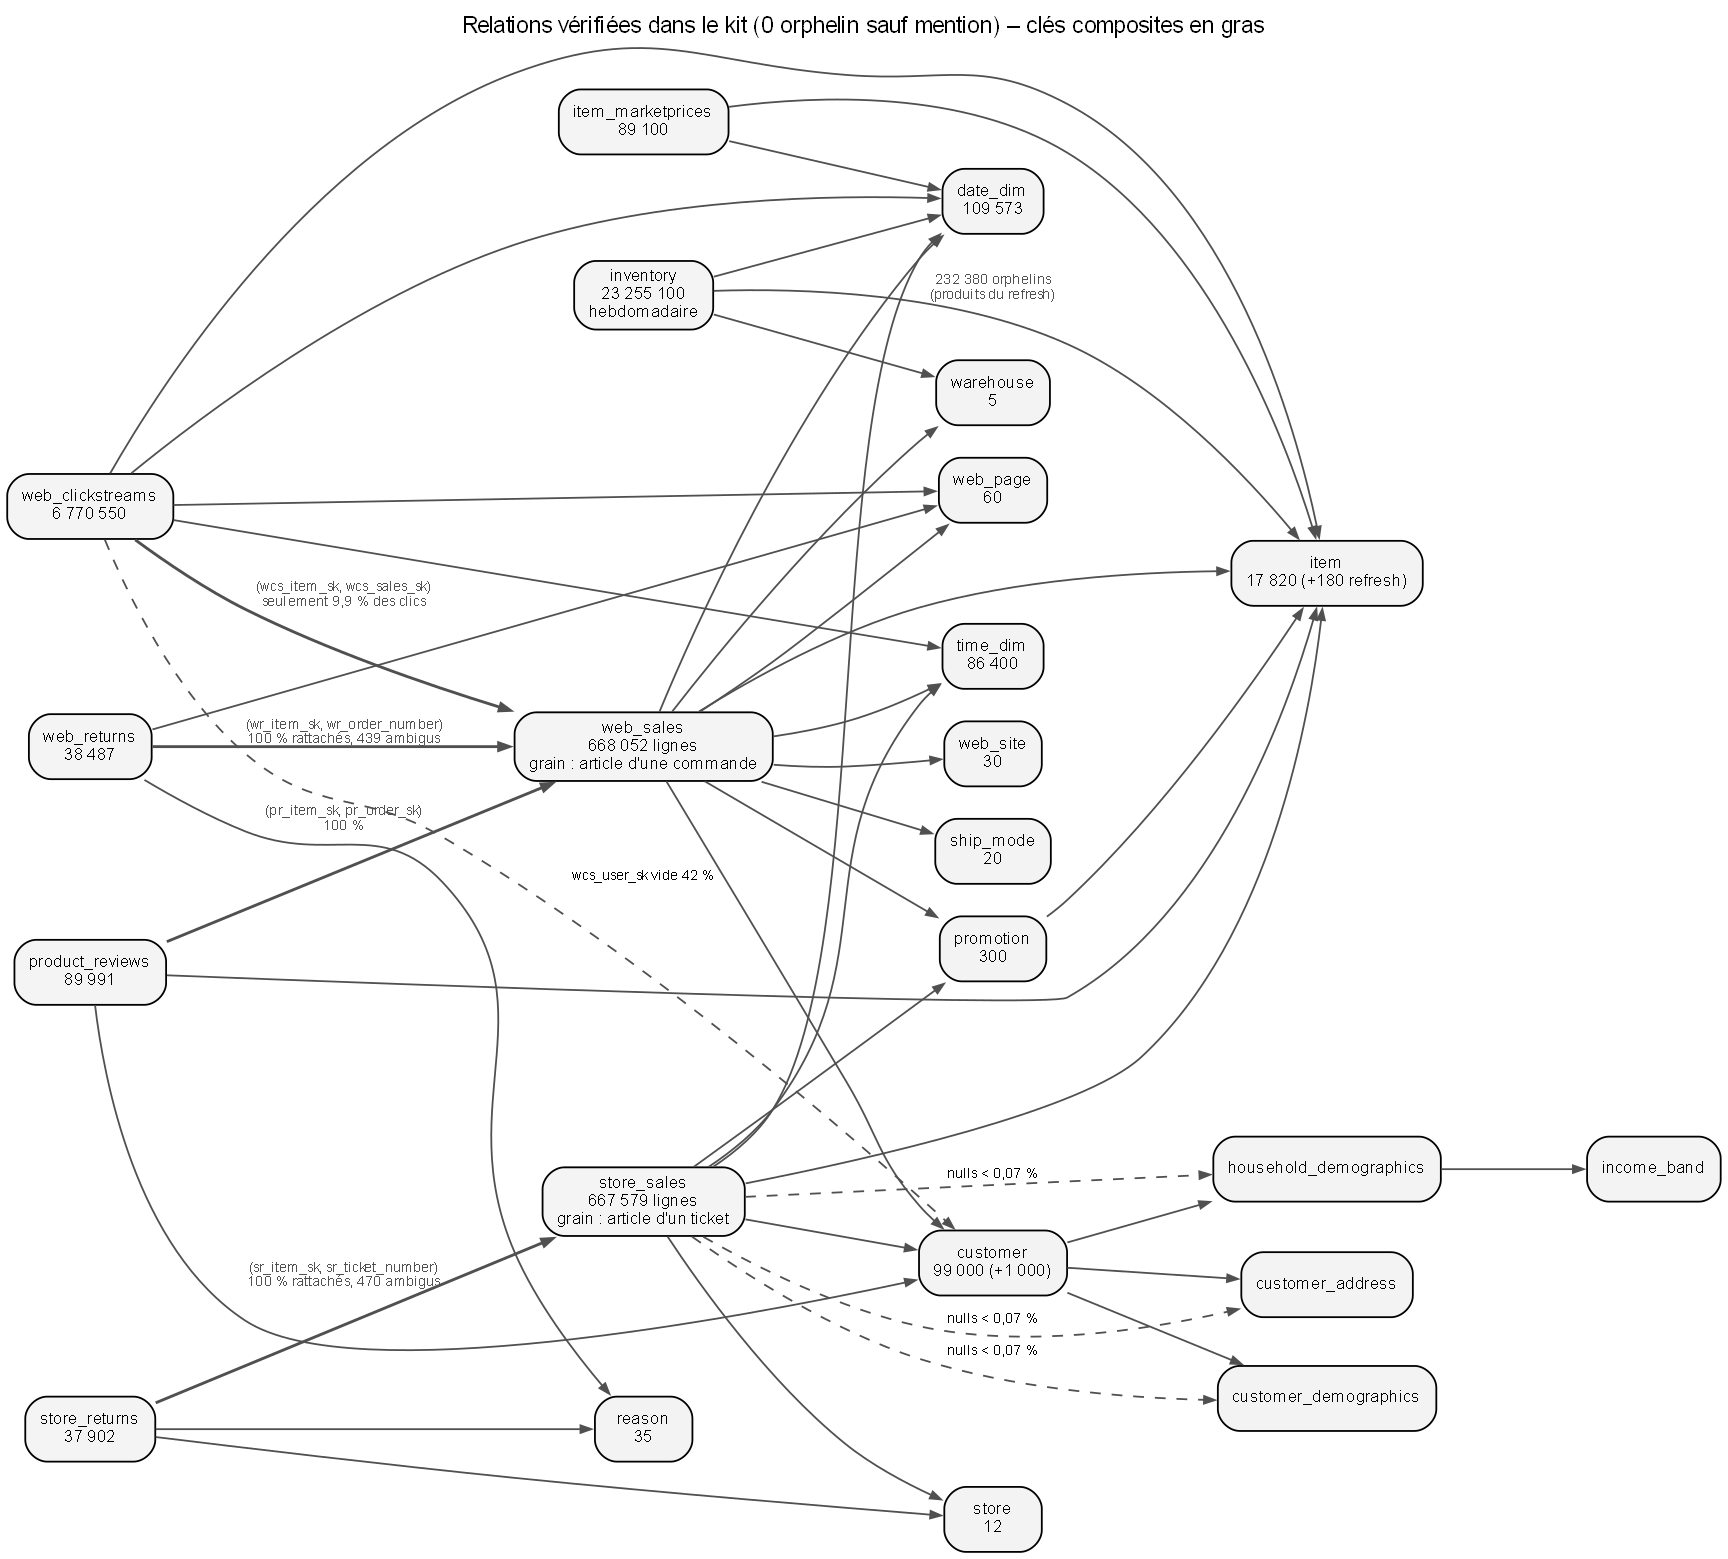 Relations vérifiées dans le kit (0 orphelin sauf mention) – clés composites en gras
item_marketprices
89 100
date_dim
109 573
inventory
23 255 100
hebdomadaire
232 380 orphelins
(produits du refresh)
warehouse
5
web_page
60
web_clickstreams
6 770 550
item
17 820 (+180 refresh)
(wcs_item_sk, wcs_sales_sk)
seulement 9,9 % des clics
time_dim
86 400
web_returns
38 487
(wr_item_sk, wr_order_number)
100 % rattachés, 439 ambigus
web_sales
668 052 lignes
grain : article d'une commande
web_site
30
(pr_item_sk, pr_order_sk)
100 %
ship_mode
20
wcs_user_sk vide 42 %
promotion
300
product_reviews
89 991
store_sales
667 579 lignes
grain : article d'un ticket
nulls < 0,07 %
household_demographics
income_band
customer
99 000 (+1 000)
(sr_item_sk, sr_ticket_number)
100 % rattachés, 470 ambigus
customer_address
nulls < 0,07 %
nulls < 0,07 %
customer_demographics
store_returns
37 902
reason
35
store
12